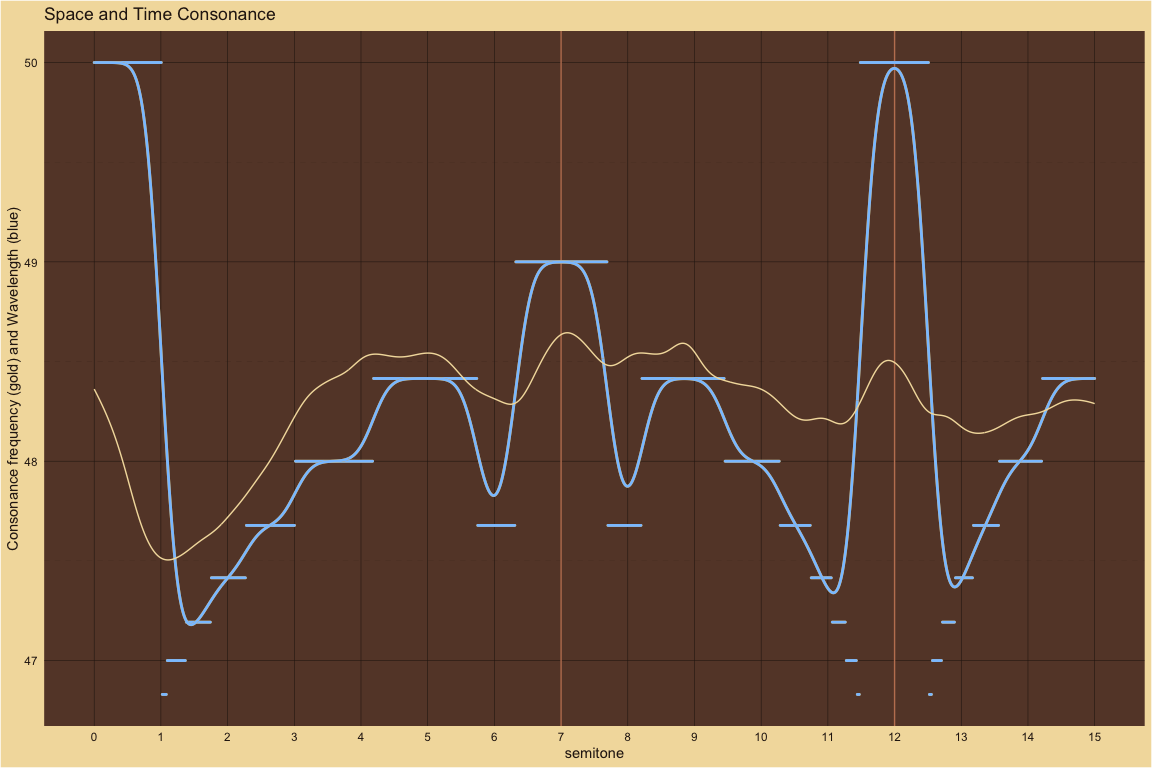 Space and Time Consonance
Consonance frequency (gold) and Wavelength (blue)
50
49
48
47
0 1 2 3 4 5 6 7 8 9 10 11 12 13 14 15
semitone